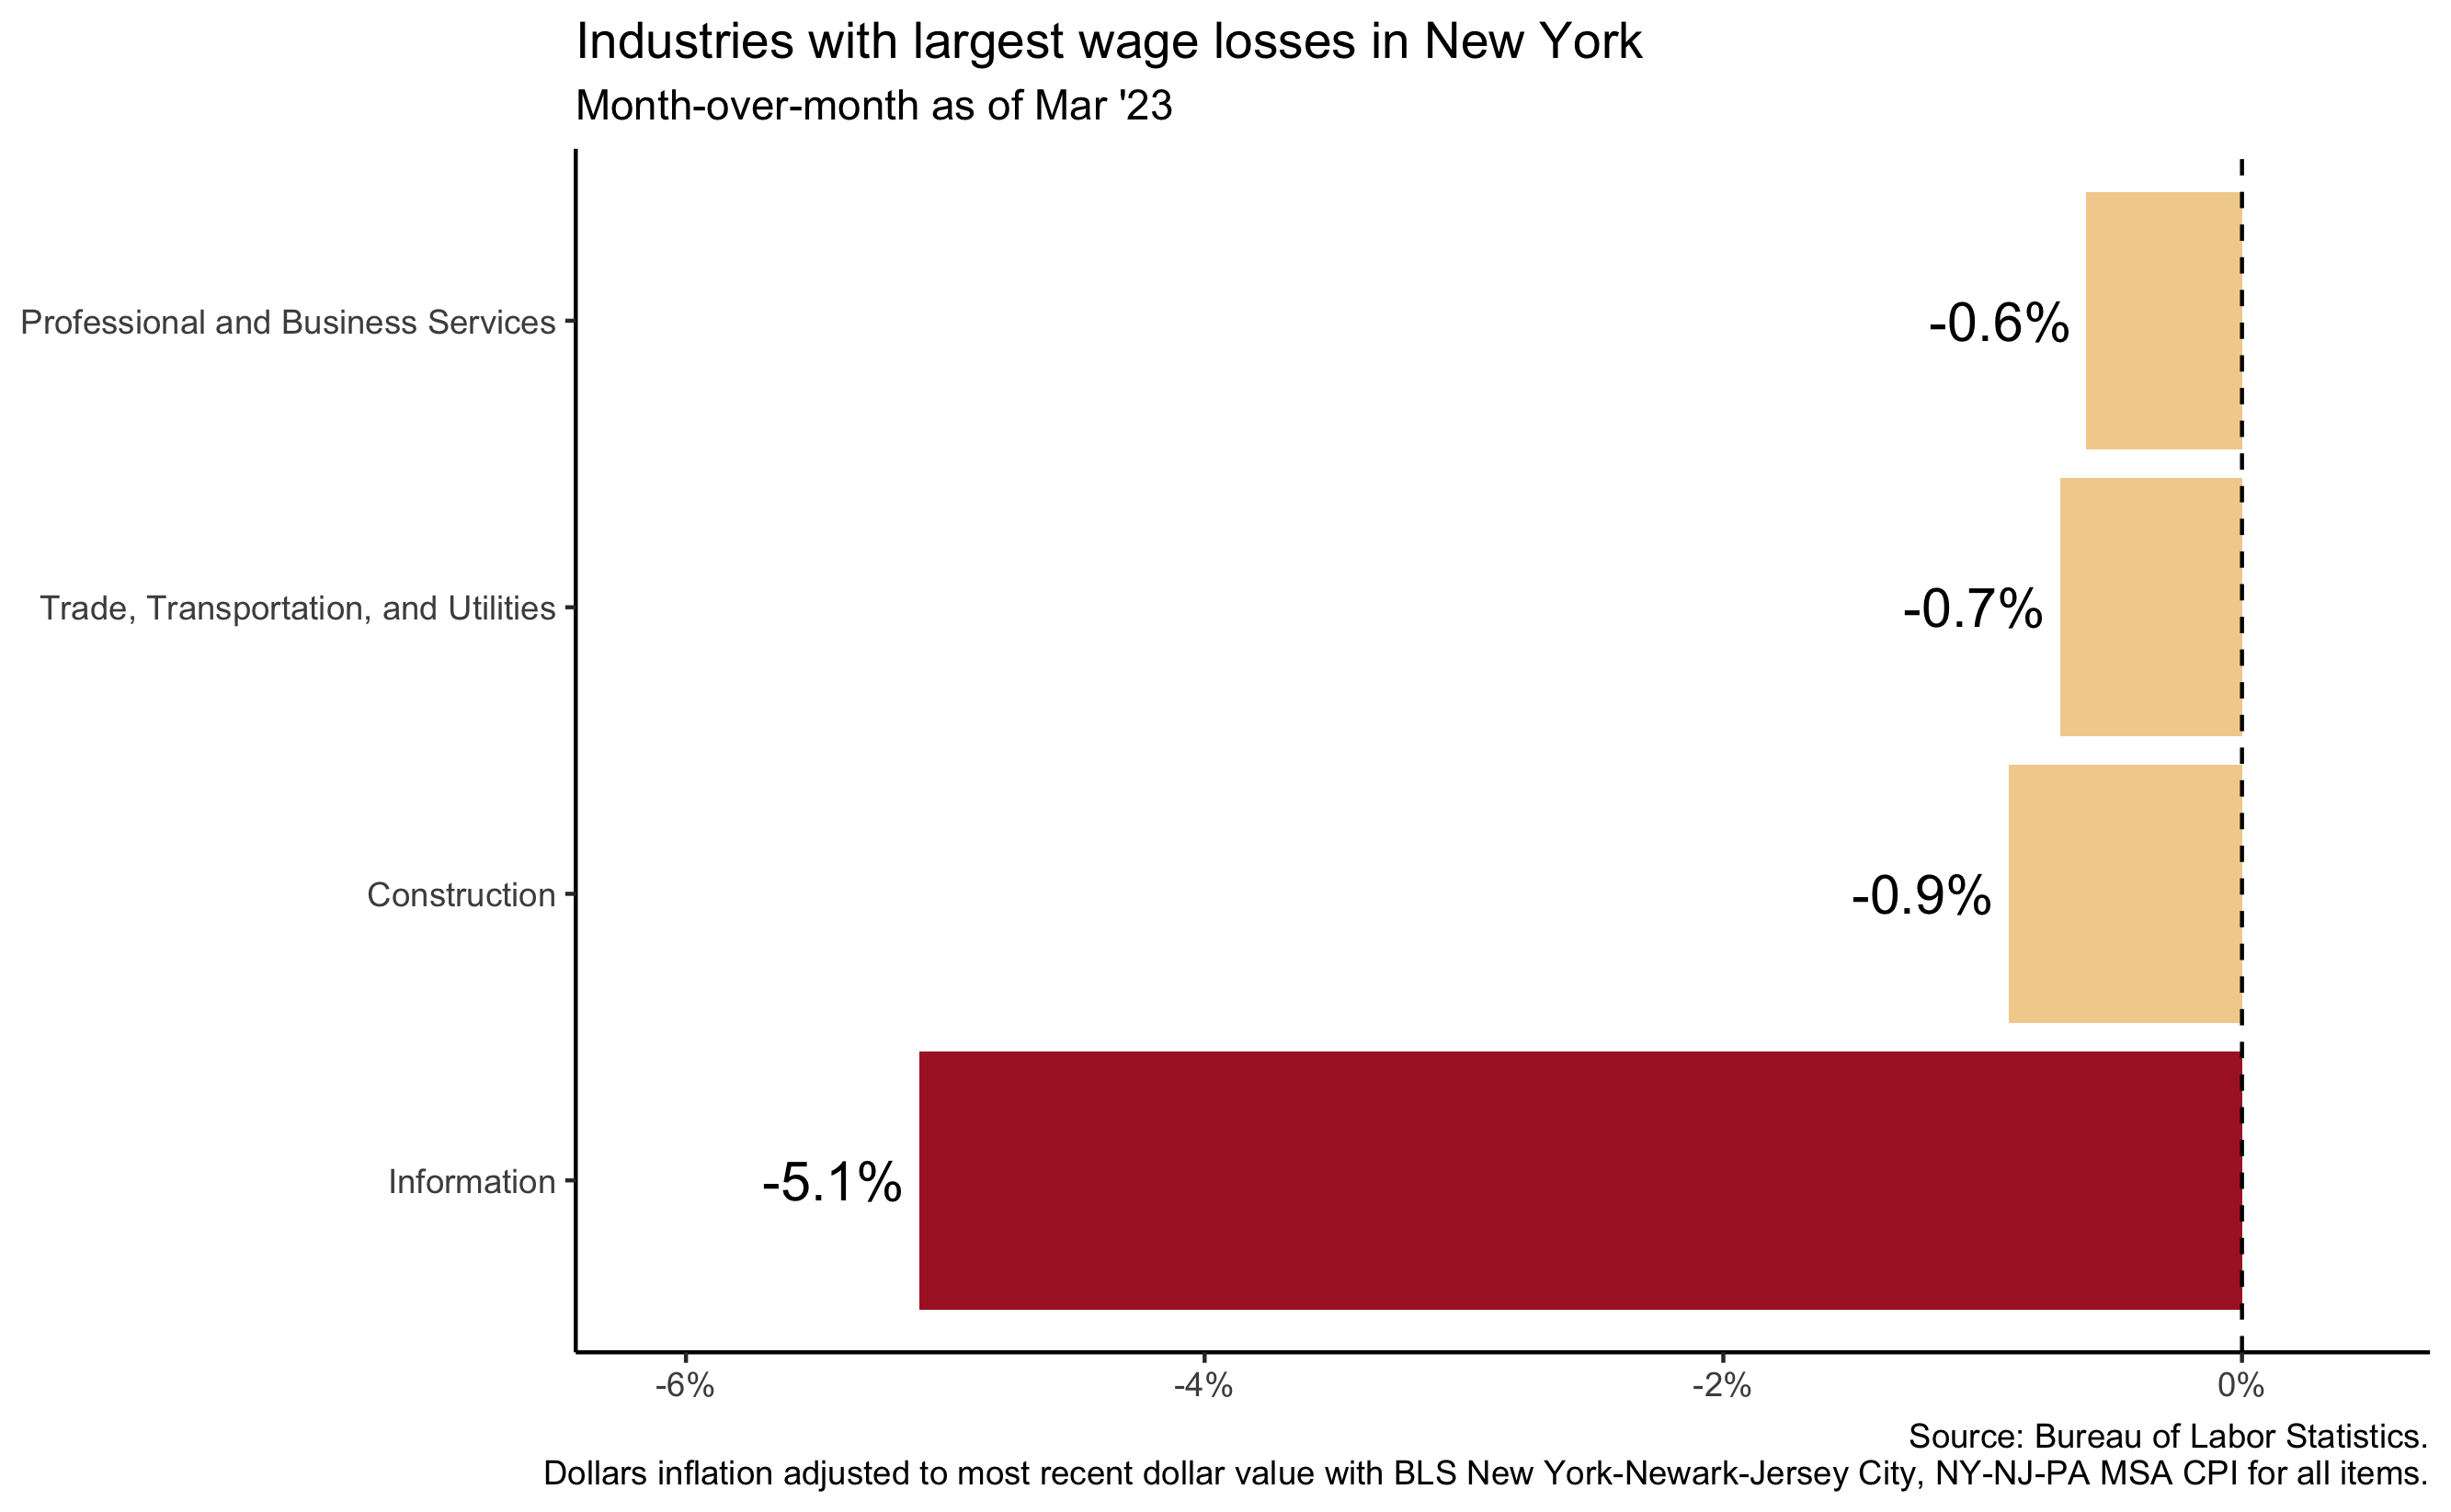 Industries with largest wage losses in New York
Month-over-month as of Mar '23
Professional and Business Services
-0.6%
Trade, Transportation, and Utilities
-0.7%
Construction
-0.9%
Information
-5.1%
-6%
-4%
-2%
0%
Source: Bureau of Labor Statistics.
Dollars inflation adjusted to most recent dollar value with BLS New York-Newark-Jersey City, NY-NJ-PA MSA CPI for all items.